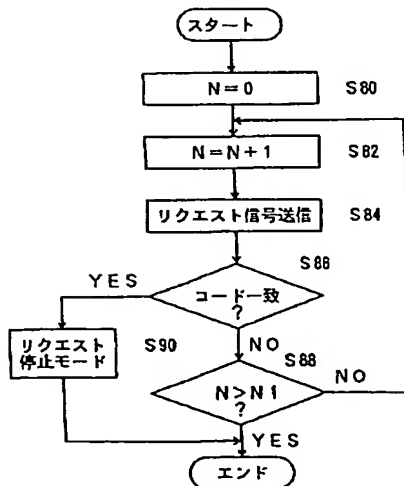 スタート
N=0 S80
N=N+1 S82
リクエスト信号送信 S84
S86
YES
コード一致
?
リクエスト
停止モード
S90
NO
S88
N>N1
?
NO
YES
エンド